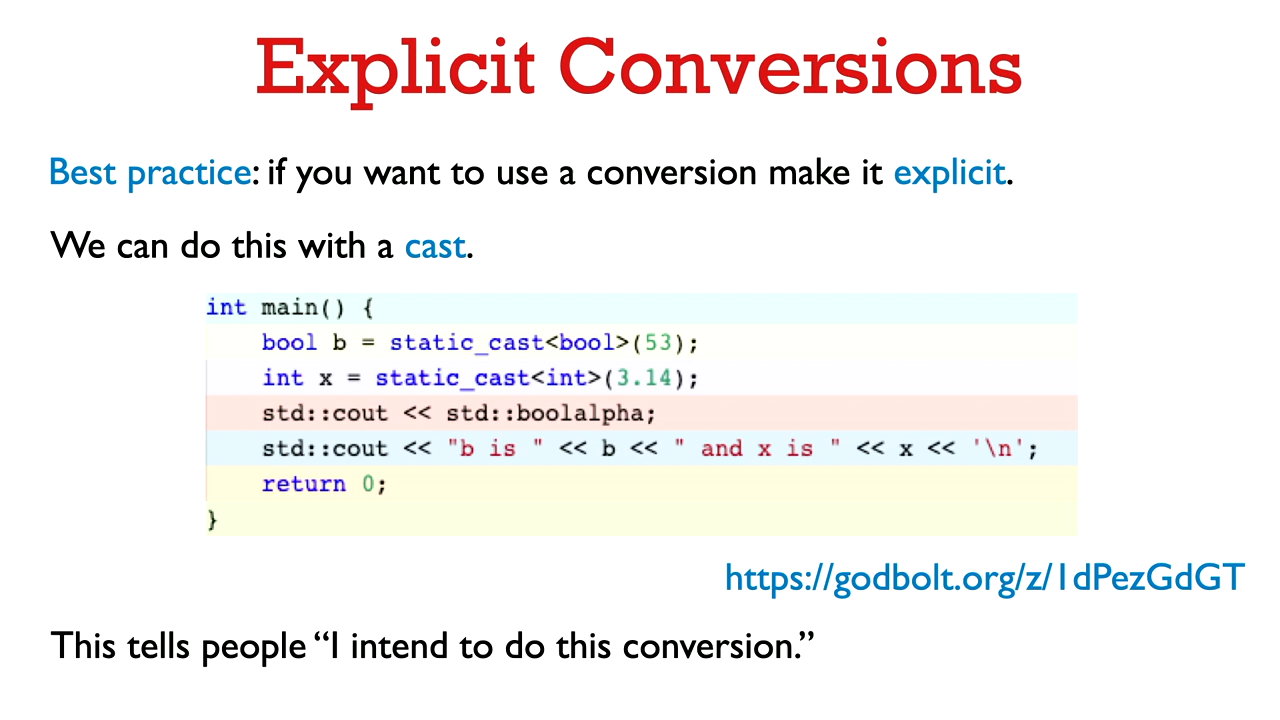 Explicit Conversions
Best practice: if you want to use a conversion make it explicit.
We can do this with a cast.
int main() {
    bool b = static_cast<bool>(53);
    int x = static_cast<int>(3.14);
    std::cout << std::boolalpha;
    std::cout << "b is " << b << " and x is " << x << '\n';
    return 0;
}
https://godbolt.org/z/1dPezGdGT
This tells people “I intend to do this conversion.”